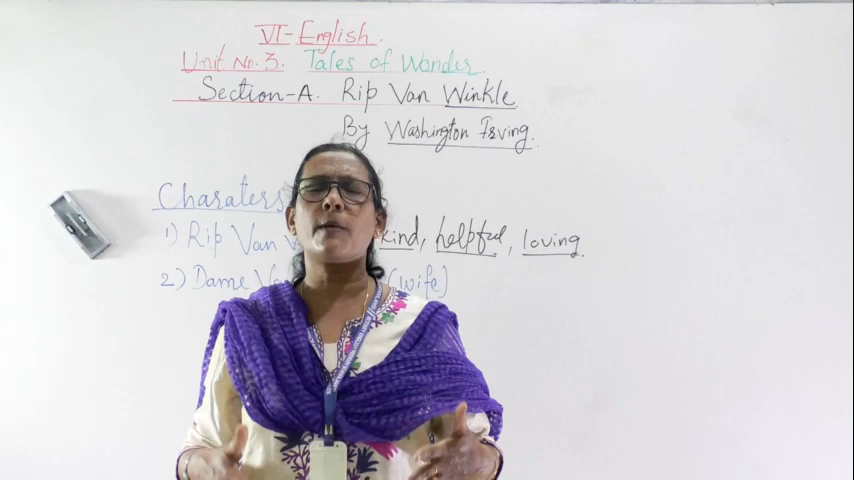 VI-English.
Unit No. 3. Tales of Wonder.
Section-A. Rip Van Winkle
By Washington Irving.
Charaters
1) Rip Van kind, helpful, loving.
2) Dame (wife)